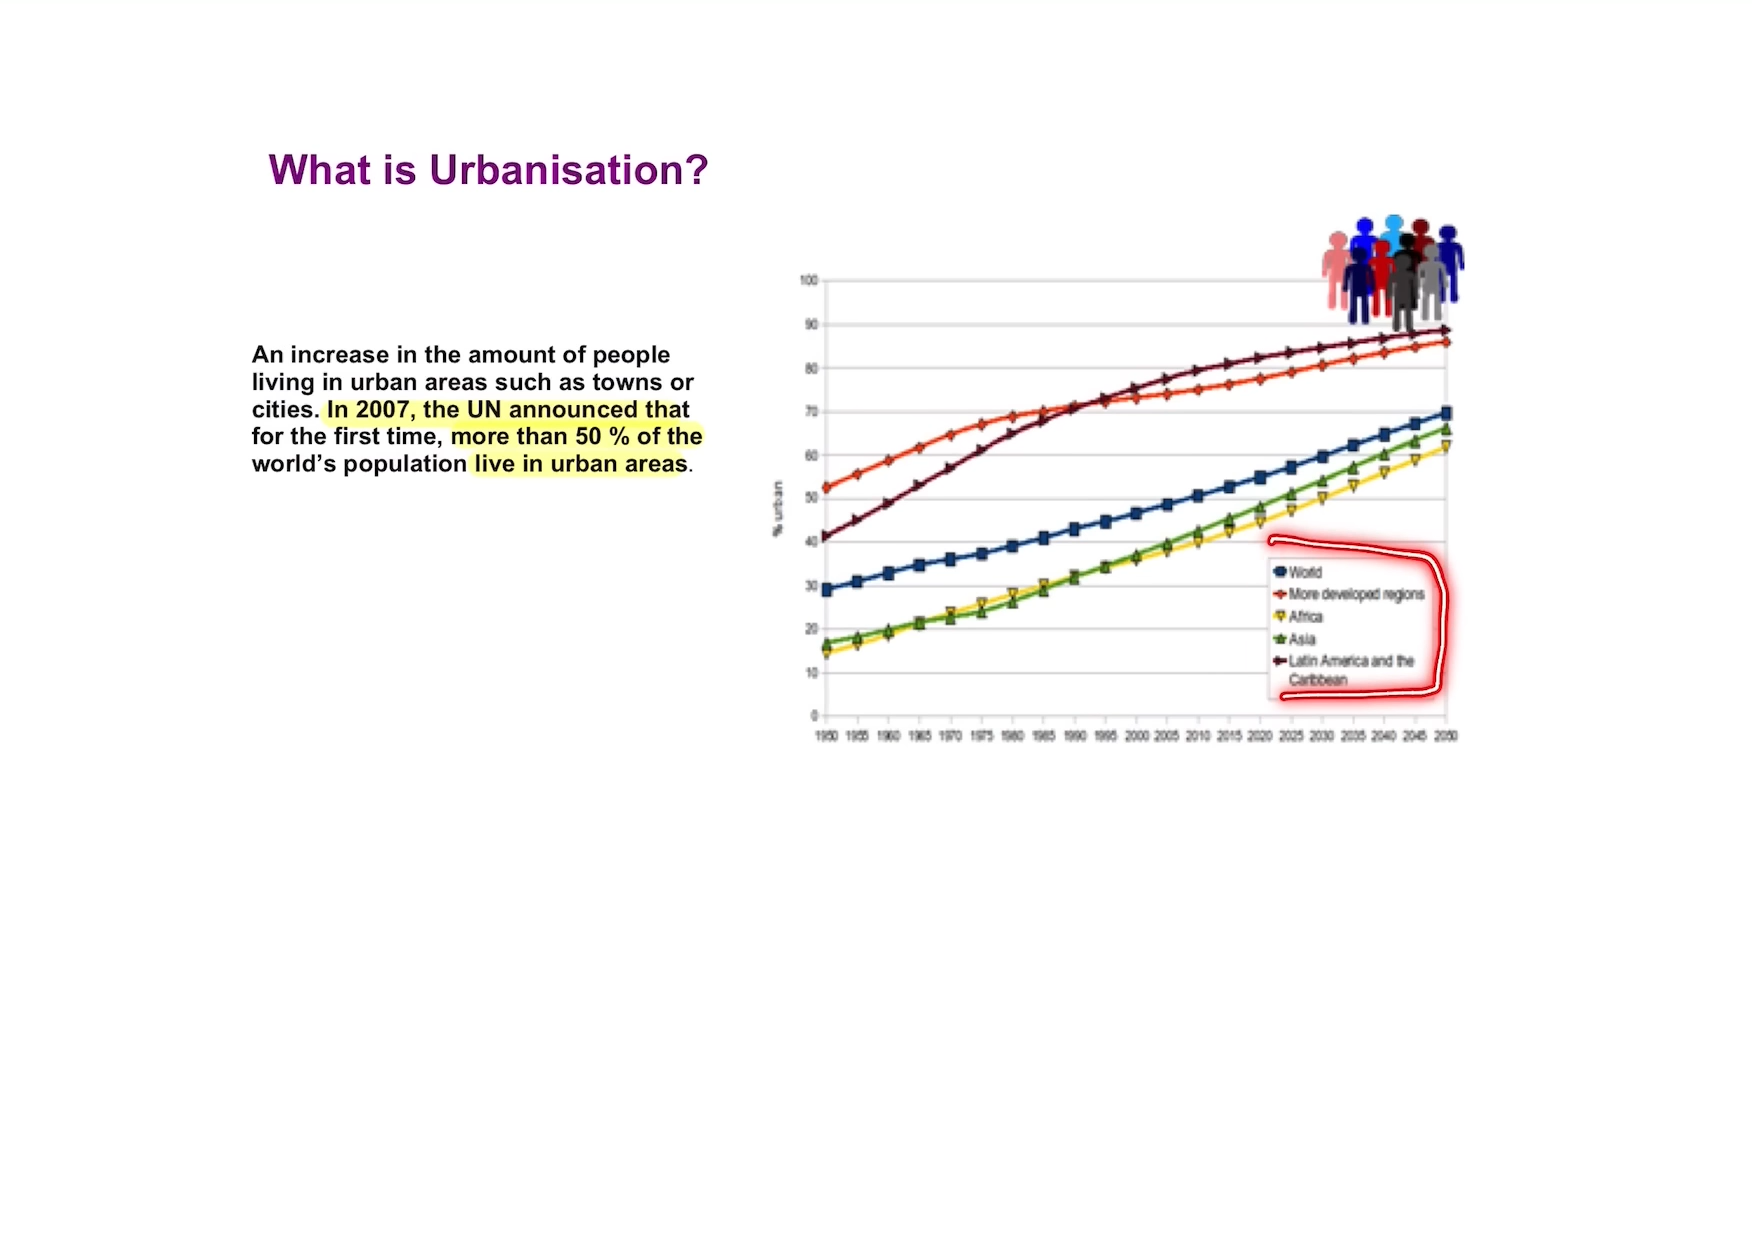 What is Urbanisation?
An increase in the amount of people
living in urban areas such as towns or
cities. In 2007, the UN announced that
for the first time, more than 50 % of the
world's population live in urban areas.
% urban
100
90
80
70
60
50
40
30
20
10
0
1950 1955 1960 1965 1970 1975 1980 1985 1990 1995 2000 2005 2010 2015 2020 2025 2030 2035 2040 2045 2050
World
More developed regions
Africa
Asia
Latin America and the
Caribbean